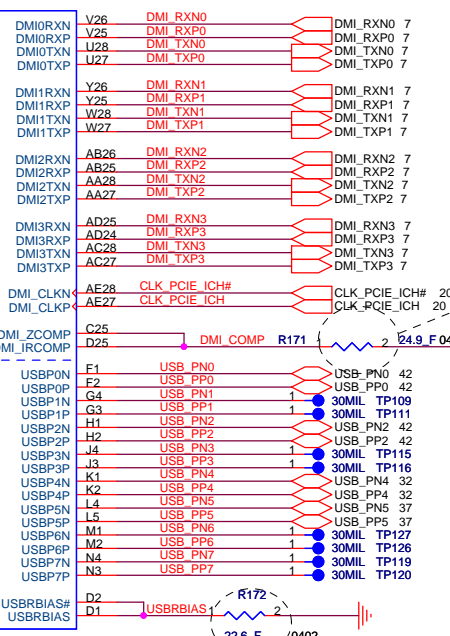 DMI0RXN V26 DMI_RXN0 DMI_RXN0 7
DMI0RXP V25 DMI_RXP0 DMI_RXP0 7
DMI0TXN U28 DMI_TXN0 DMI_TXN0 7
DMI0TXP U27 DMI_TXP0 DMI_TXP0 7
DMI1RXN Y26 DMI_RXN1 DMI_RXN1 7
DMI1RXP Y25 DMI_RXP1 DMI_RXP1 7
DMI1TXN W28 DMI_TXN1 DMI_TXN1 7
DMI1TXP W27 DMI_TXP1 DMI_TXP1 7
DMI2RXN AB26 DMI_RXN2 DMI_RXN2 7
DMI2RXP AB25 DMI_RXP2 DMI_RXP2 7
DMI2TXN AA28 DMI_TXN2 DMI_TXN2 7
DMI2TXP AA27 DMI_TXP2 DMI_TXP2 7
DMI3RXN AD25 DMI_RXN3 DMI_RXN3 7
DMI3RXP AD24 DMI_RXP3 DMI_RXP3 7
DMI3TXN AC28 DMI_TXN3 DMI_TXN3 7
DMI3TXP AC27 DMI_TXP3 DMI_TXP3 7
DMI_CLKN AE28 CLK_PCIE_ICH# CLK_PCIE_ICH# 20
DMI_CLKP AE27 CLK_PCIE_ICH CLK_PCIE_ICH 20
DMI_ZCOMP C25
DMI_IRCOMP D25 DMI_COMP R171 1 2 24.9_F 04
USBP0N F1 USB_PN0 USB_PN0 42
USBP0P F2 USB_PP0 USB_PP0 42
USBP1N G4 USB_PN1 1 30MIL TP109
USBP1P G3 USB_PP1 1 30MIL TP111
USBP2N H1 USB_PN2 USB_PN2 42
USBP2P H2 USB_PP2 USB_PP2 42
USBP3N J4 USB_PN3 1 30MIL TP115
USBP3P J3 USB_PP3 1 30MIL TP116
USBP4N K1 USB_PN4 USB_PN4 32
USBP4P K2 USB_PP4 USB_PP4 32
USBP5N L4 USB_PN5 USB_PN5 37
USBP5P L5 USB_PP5 USB_PP5 37
USBP6N M1 USB_PN6 1 30MIL TP127
USBP6P M2 USB_PP6 1 30MIL TP126
USBP7N N4 USB_PN7 1 30MIL TP119
USBP7P N3 USB_PP7 1 30MIL TP120
USBRBIAS# D2 R172
USBRBIAS D1 USBRBIAS 1 2
22.6_F /0402